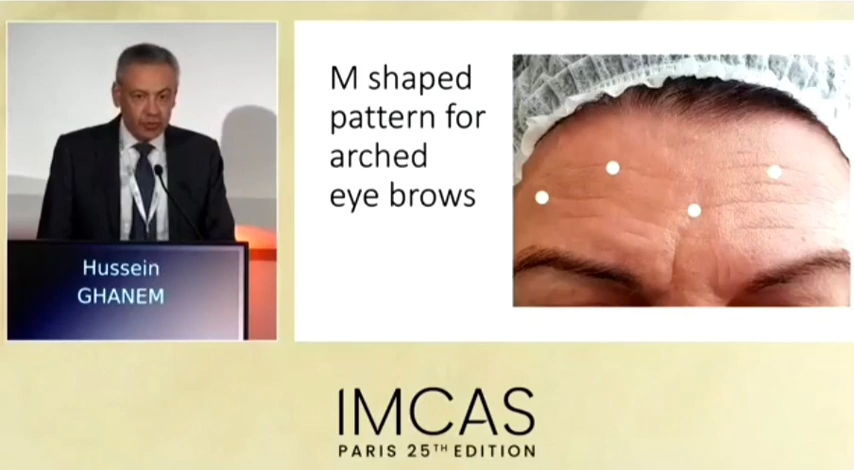 M shaped
pattern for
arched
eye brows
Hussein
GHANEM
IMCAS
PARIS 25TH EDITION